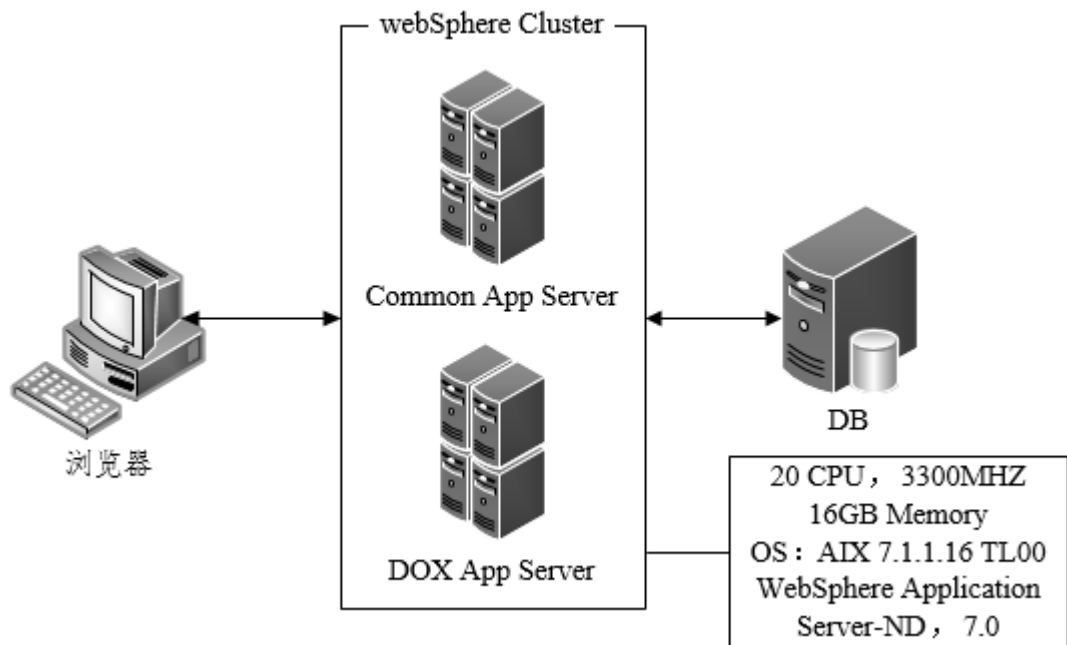 webSphere Cluster
Common App Server
浏览器
DB
DOX App Server
20 CPU， 3300MHZ
16GB Memory
OS：AIX 7.1.1.16 TL00
WebSphere Application
Server-ND， 7.0